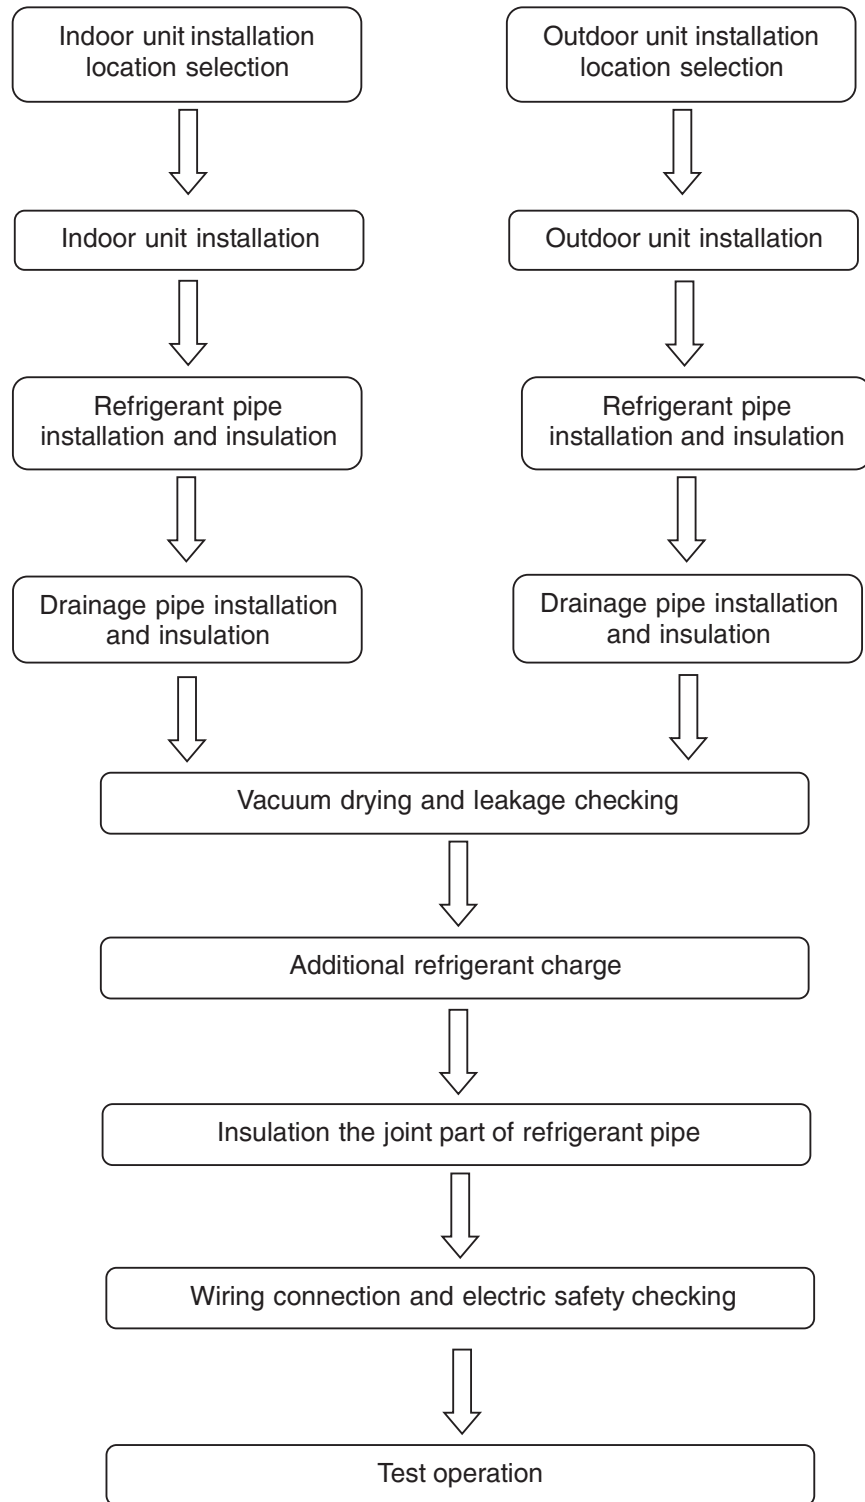 Indoor unit installation
location selection
Outdoor unit installation
location selection
Indoor unit installation
Outdoor unit installation
Refrigerant pipe
installation and insulation
Refrigerant pipe
installation and insulation
Drainage pipe installation
and insulation
Drainage pipe installation
and insulation
Vacuum drying and leakage checking
Additional refrigerant charge
Insulation the joint part of refrigerant pipe
Wiring connection and electric safety checking
Test operation